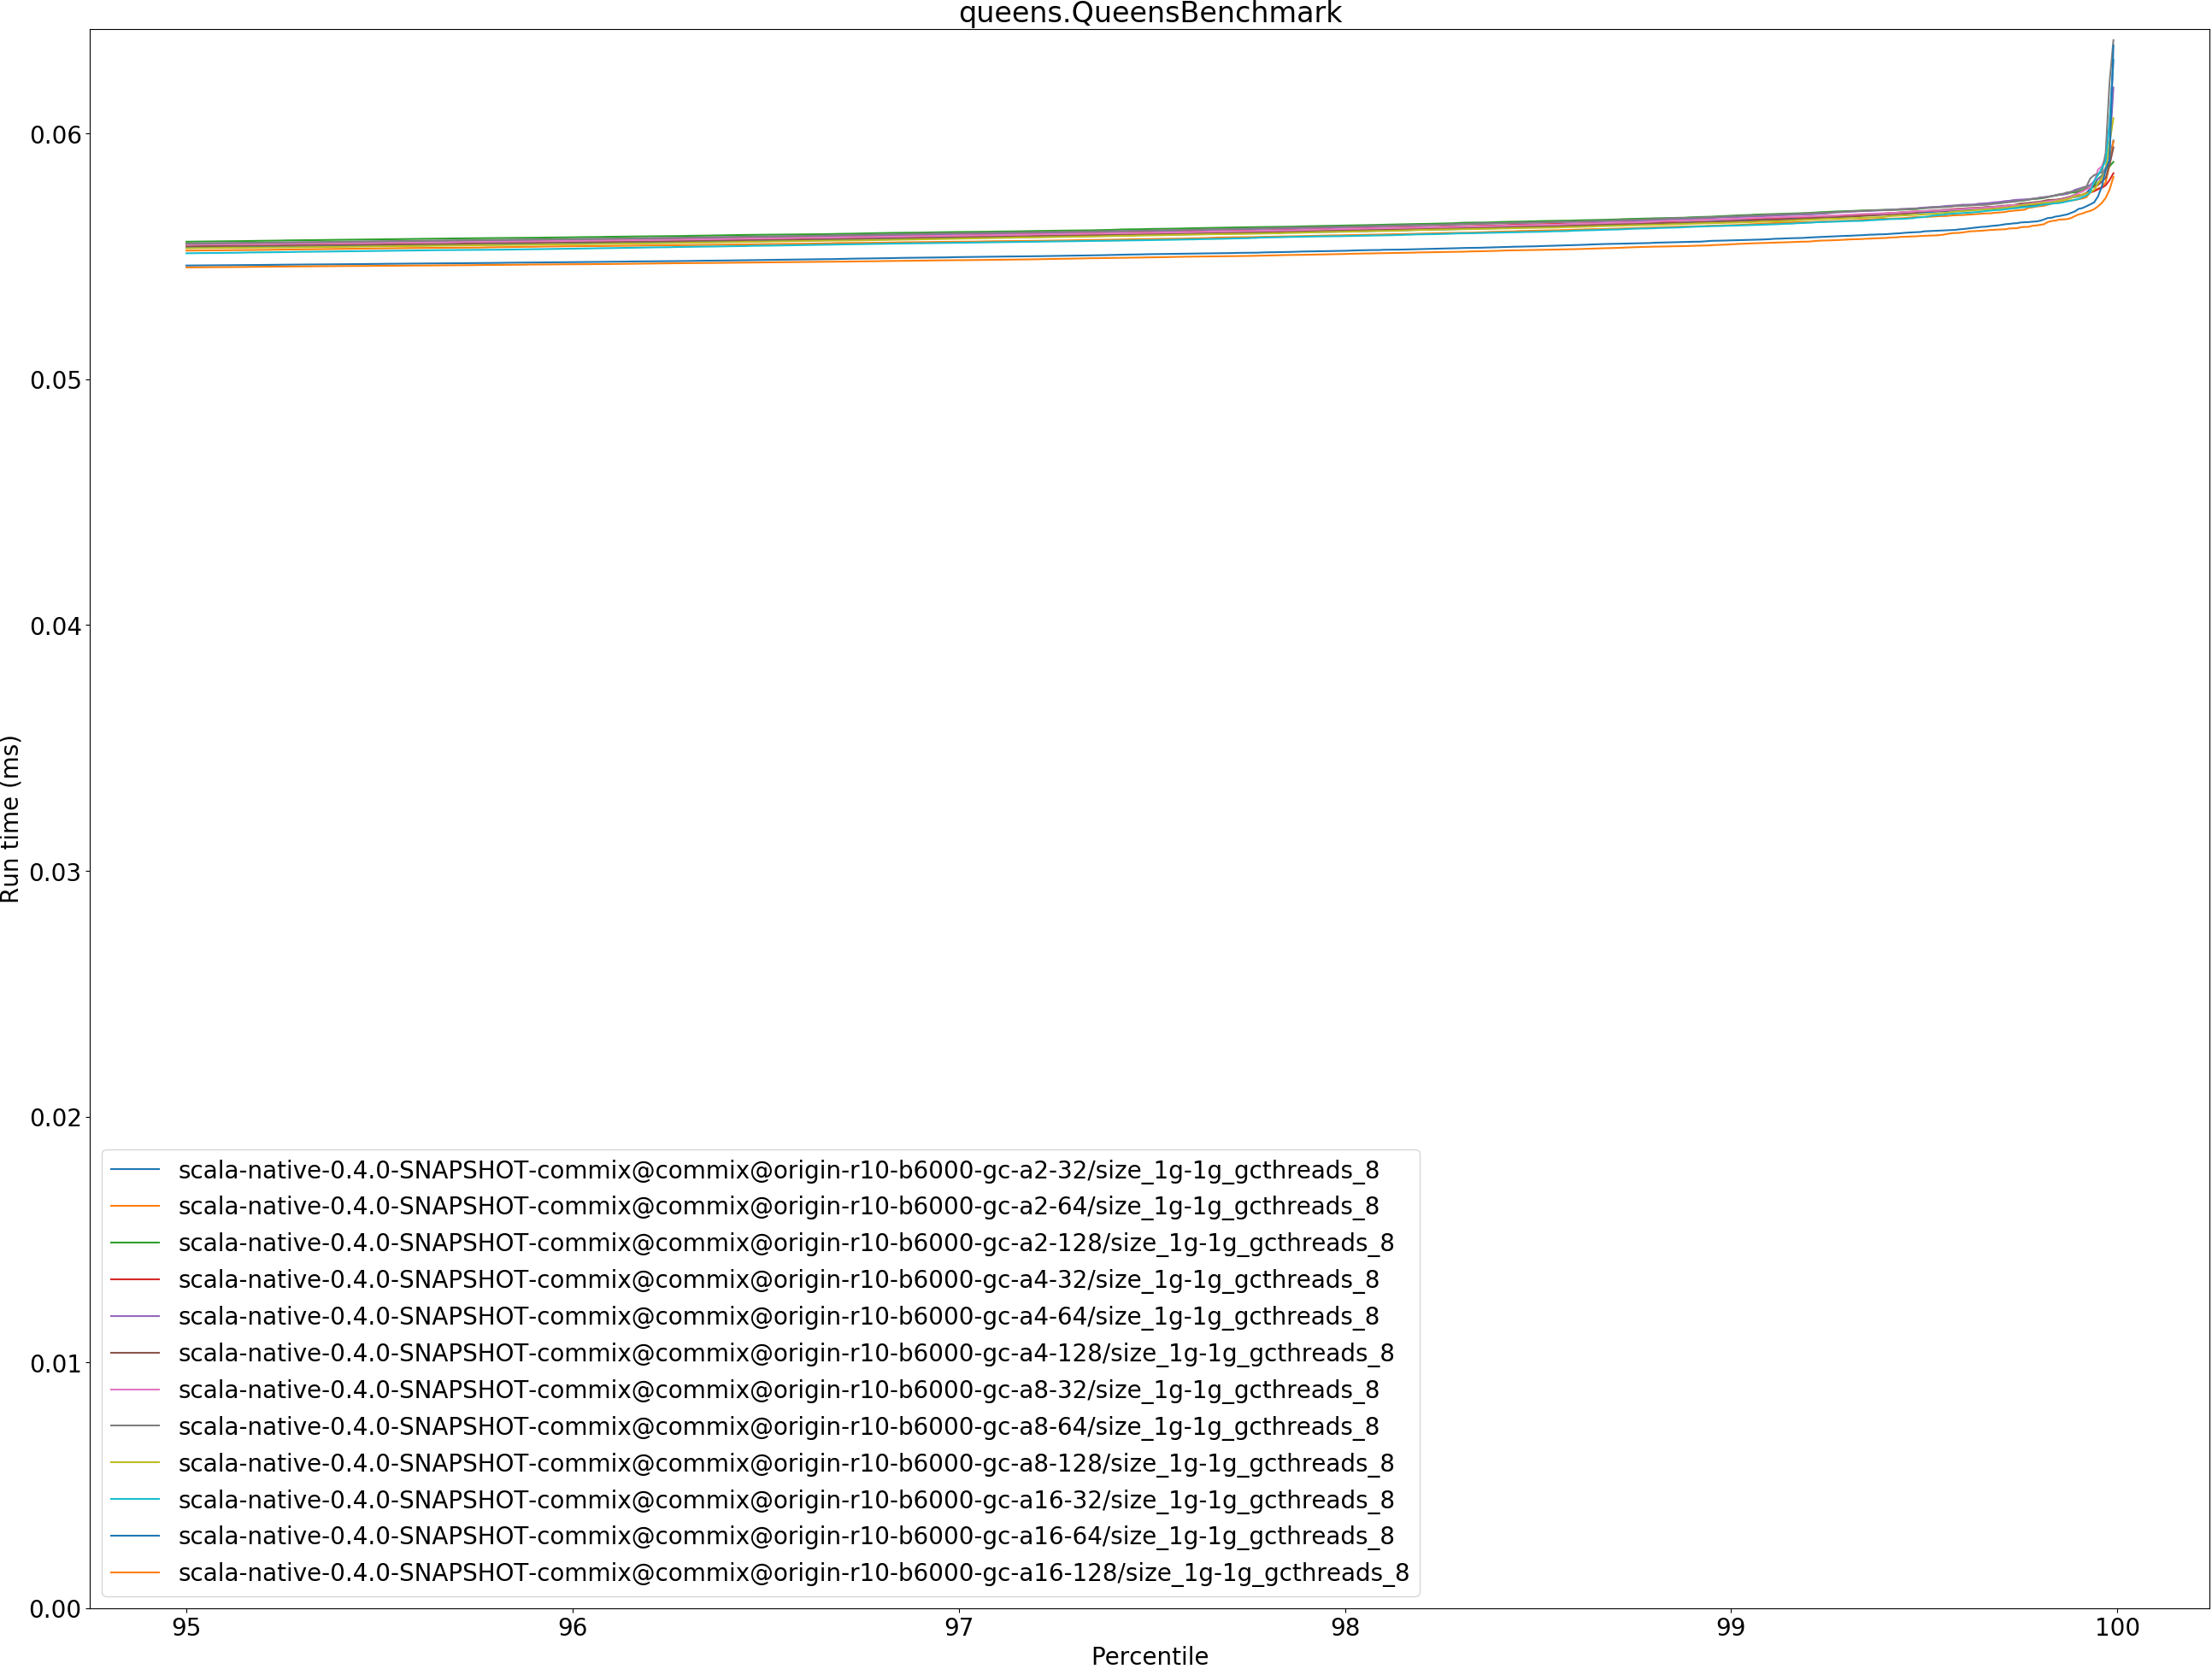 queens.QueensBenchmark
0.06
0.05
0.04
0.03
0.02
0.01
0.00
Run time (ms)
scala-native-0.4.0-SNAPSHOT-commix@commix@origin-r10-b6000-gc-a2-32/size_1g-1g_gcthreads_8
scala-native-0.4.0-SNAPSHOT-commix@commix@origin-r10-b6000-gc-a2-64/size_1g-1g_gcthreads_8
scala-native-0.4.0-SNAPSHOT-commix@commix@origin-r10-b6000-gc-a2-128/size_1g-1g_gcthreads_8
scala-native-0.4.0-SNAPSHOT-commix@commix@origin-r10-b6000-gc-a4-32/size_1g-1g_gcthreads_8
scala-native-0.4.0-SNAPSHOT-commix@commix@origin-r10-b6000-gc-a4-64/size_1g-1g_gcthreads_8
scala-native-0.4.0-SNAPSHOT-commix@commix@origin-r10-b6000-gc-a4-128/size_1g-1g_gcthreads_8
scala-native-0.4.0-SNAPSHOT-commix@commix@origin-r10-b6000-gc-a8-32/size_1g-1g_gcthreads_8
scala-native-0.4.0-SNAPSHOT-commix@commix@origin-r10-b6000-gc-a8-64/size_1g-1g_gcthreads_8
scala-native-0.4.0-SNAPSHOT-commix@commix@origin-r10-b6000-gc-a8-128/size_1g-1g_gcthreads_8
scala-native-0.4.0-SNAPSHOT-commix@commix@origin-r10-b6000-gc-a16-32/size_1g-1g_gcthreads_8
scala-native-0.4.0-SNAPSHOT-commix@commix@origin-r10-b6000-gc-a16-64/size_1g-1g_gcthreads_8
scala-native-0.4.0-SNAPSHOT-commix@commix@origin-r10-b6000-gc-a16-128/size_1g-1g_gcthreads_8
95 96 97 98 99 100
Percentile